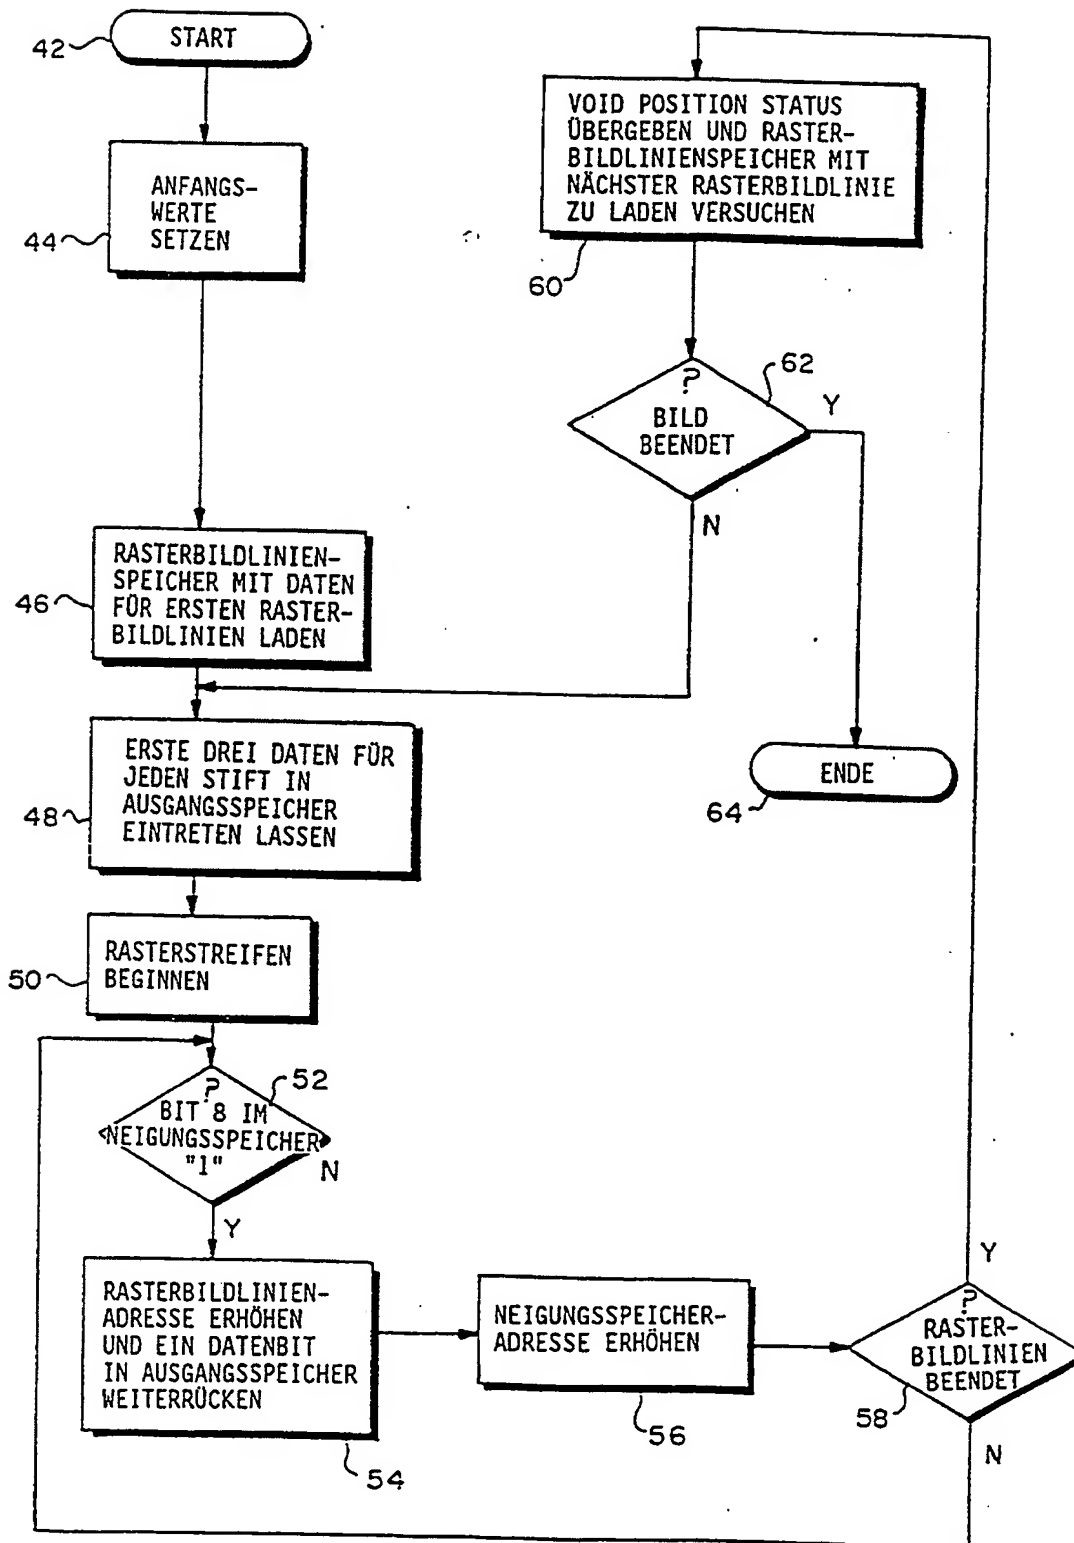 START
42
ANFANGS-
WERTE
SETZEN
44
RASTERBILDLINIEN-
SPEICHER MIT DATEN
FÜR ERSTEN RASTER-
BILDLINIEN LADEN
46
ERSTE DREI DATEN FÜR
JEDEN STIFT IN
AUSGANGSSPEICHER
EINTRETEN LASSEN
48
RASTERSTREIFEN
BEGINNEN
50
?
BIT 8 IM
NEIGUNGSSPEICHER
"1"
52
N
Y
RASTERBILDLINIEN-
ADRESSE ERHÖHEN
UND EIN DATENBIT
IN AUSGANGSSPEICHER
WEITERRÜCKEN
54
NEIGUNGSSPEICHER-
ADRESSE ERHÖHEN
56
?
RASTER-
BILDLINIEN
BEENDET
58
Y
N
VOID POSITION STATUS
ÜBERGEBEN UND RASTER-
BILDLINIENSPEICHER MIT
NÄCHSTER RASTERBILDLINIE
ZU LADEN VERSUCHEN
60
?
BILD
BEENDET
62
Y
N
ENDE
64